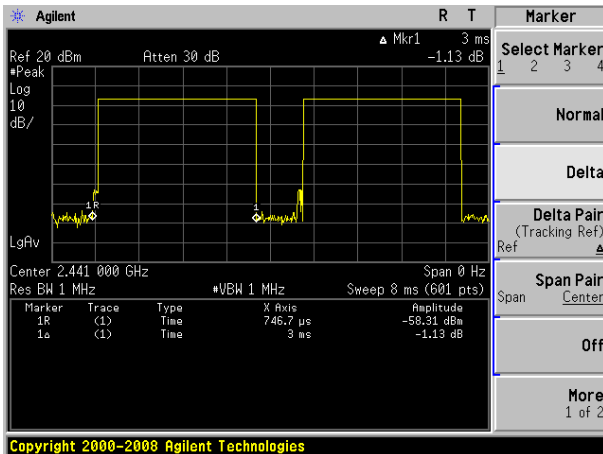 Agilent R T
Marker
Δ Mkr1 3 ms
Ref 20 dBm Atten 30 dB -1.13 dB
Select Marker
1 2 3 4
#Peak
Log
10
dB/
Normal
Delta
1R
1
Delta Pair
(Tracking Ref)
Ref Δ
LgAv
Center 2.441 000 GHz Span 0 Hz
Res BW 1 MHz #VBW 1 MHz Sweep 8 ms (601 pts)
Span Pair
Span Center
Marker Trace Type X Axis Amplitude
1R (1) Time 746.7 µs -58.31 dBm
1Δ (1) Time 3 ms -1.13 dB
Off
More
1 of 2
Copyright 2000-2008 Agilent Technologies